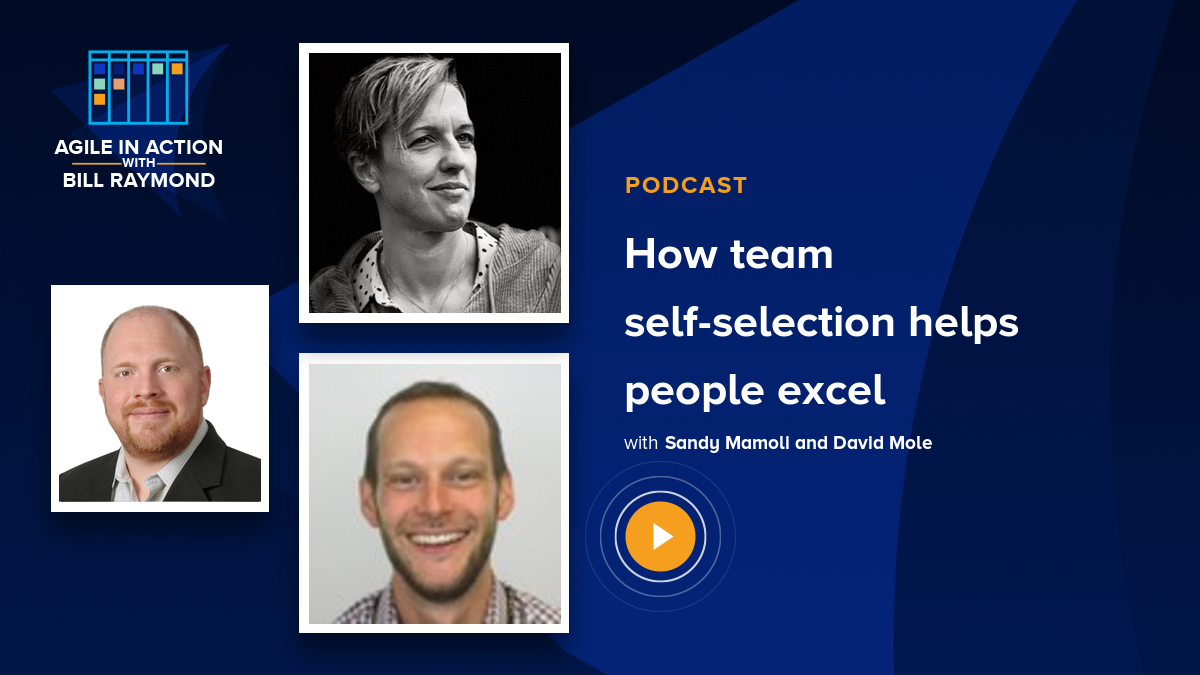 AGILE IN ACTION
WITH
BILL RAYMOND
PODCAST
How team
self-selection helps
people excel
with Sandy Mamoli and David Mole